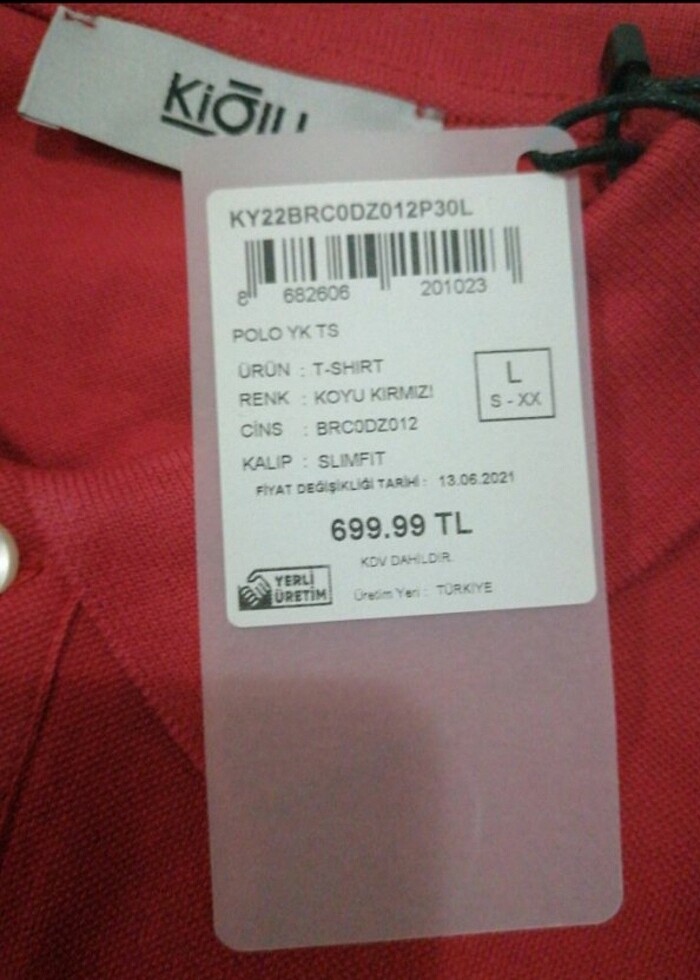 KiĞılı
KY22BRC0DZ012P30L
8 682606 201023
POLO YK TS
ÜRÜN : T-SHIRT
RENK : KOYU KIRMIZI
CİNS : BRC0DZ012
KALIP : SLIMFIT
L
S - XX
FİYAT DEĞİŞİKLİĞİ TARİHİ : 13.06.2021
699.99 TL
KDV DAHİLDİR.
YERLİ
ÜRETİM
Üretim Yeri : TÜRKİYE